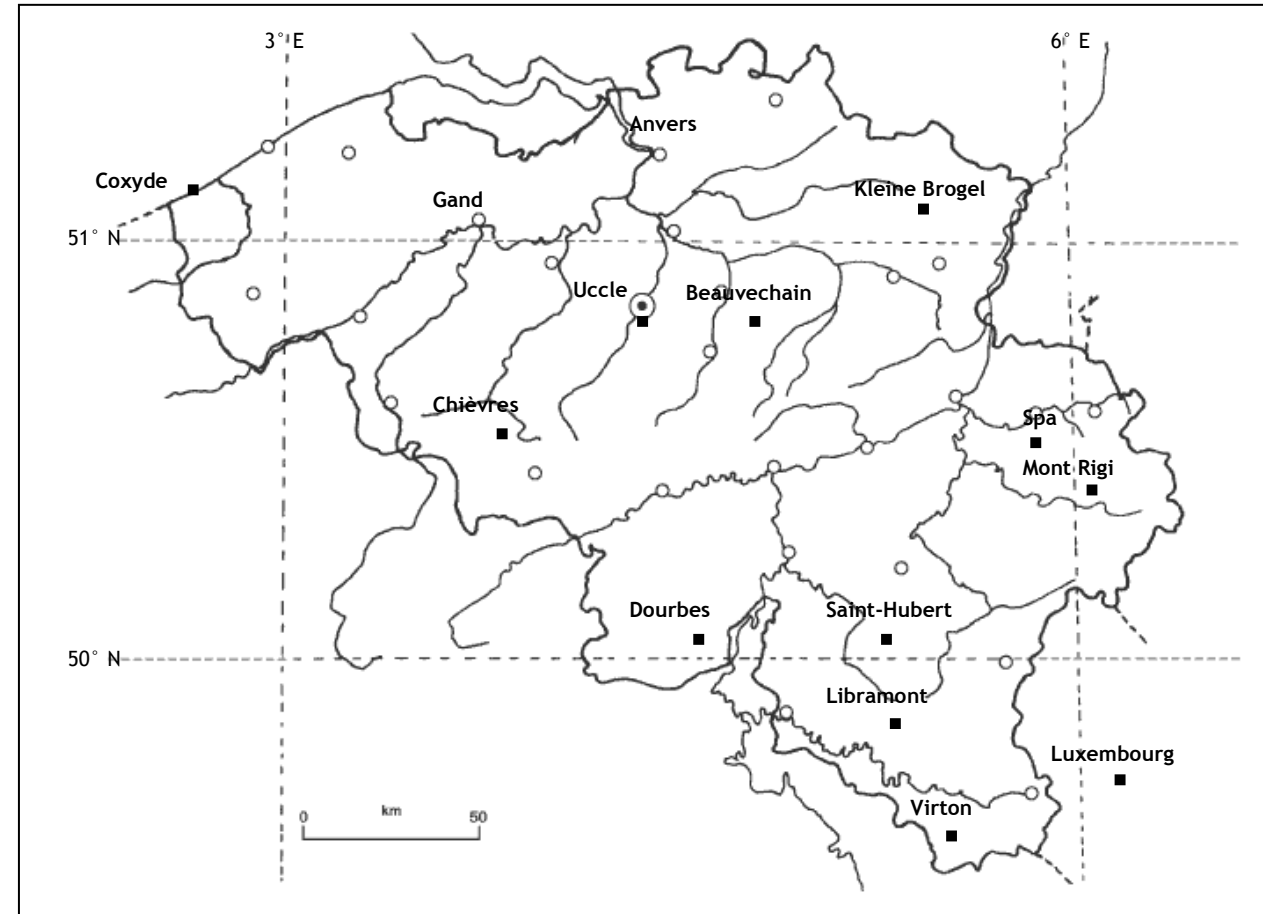 3° E
6° E
Anvers
Coxyde
Kleine Brogel
Gand
51° N
Uccle
Beauvechain
Chièvres
Spa
Mont Rigi
Dourbes
Saint-Hubert
50° N
Libramont
Luxembourg
Virton
km
0
50